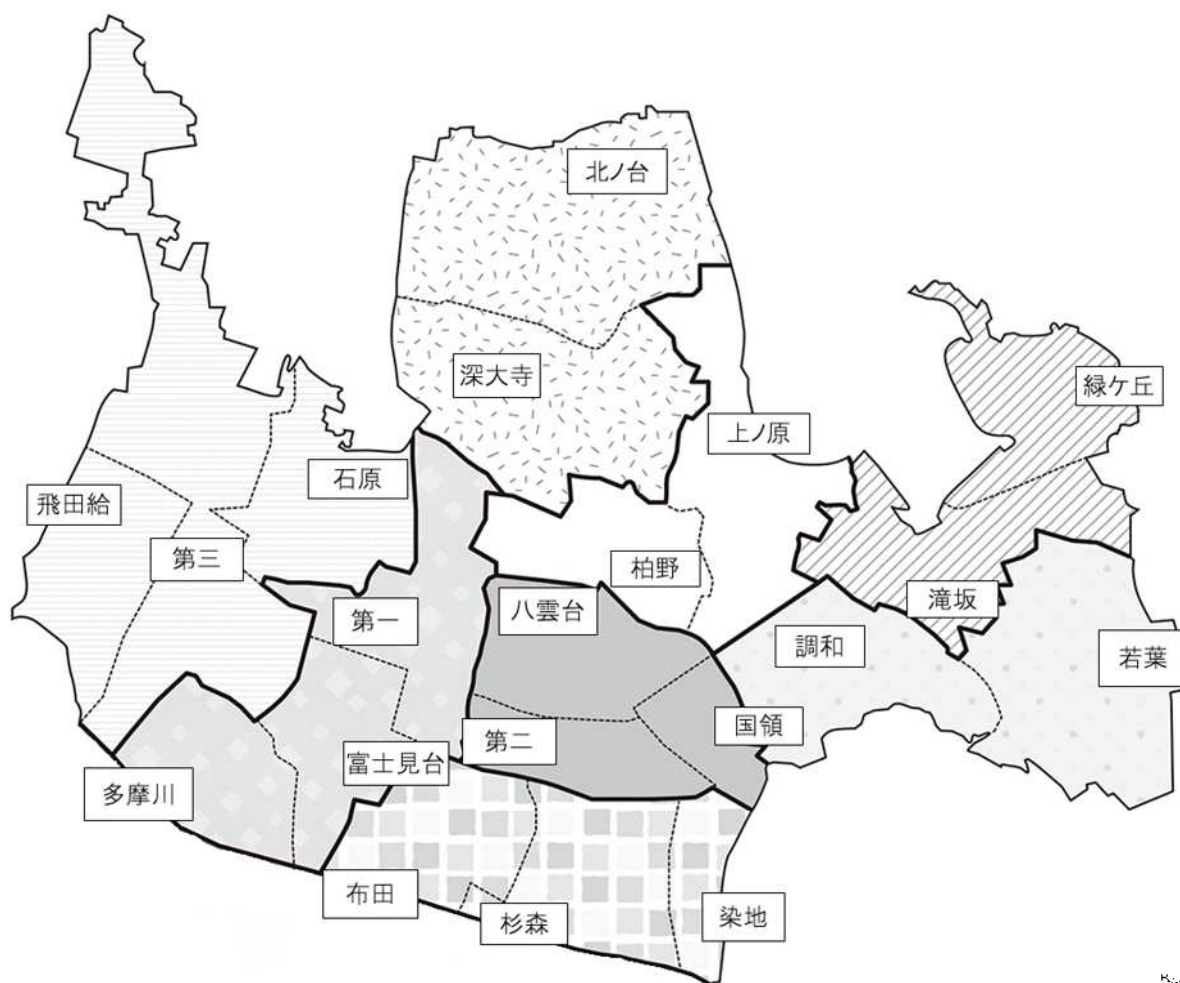 北ノ台
深大寺
緑ケ丘
上ノ原
石原
飛田給
第三
柏野
八雲台
滝坂
第一
調和
若葉
国領
第二
富士見台
多摩川
布田
杉森
染地